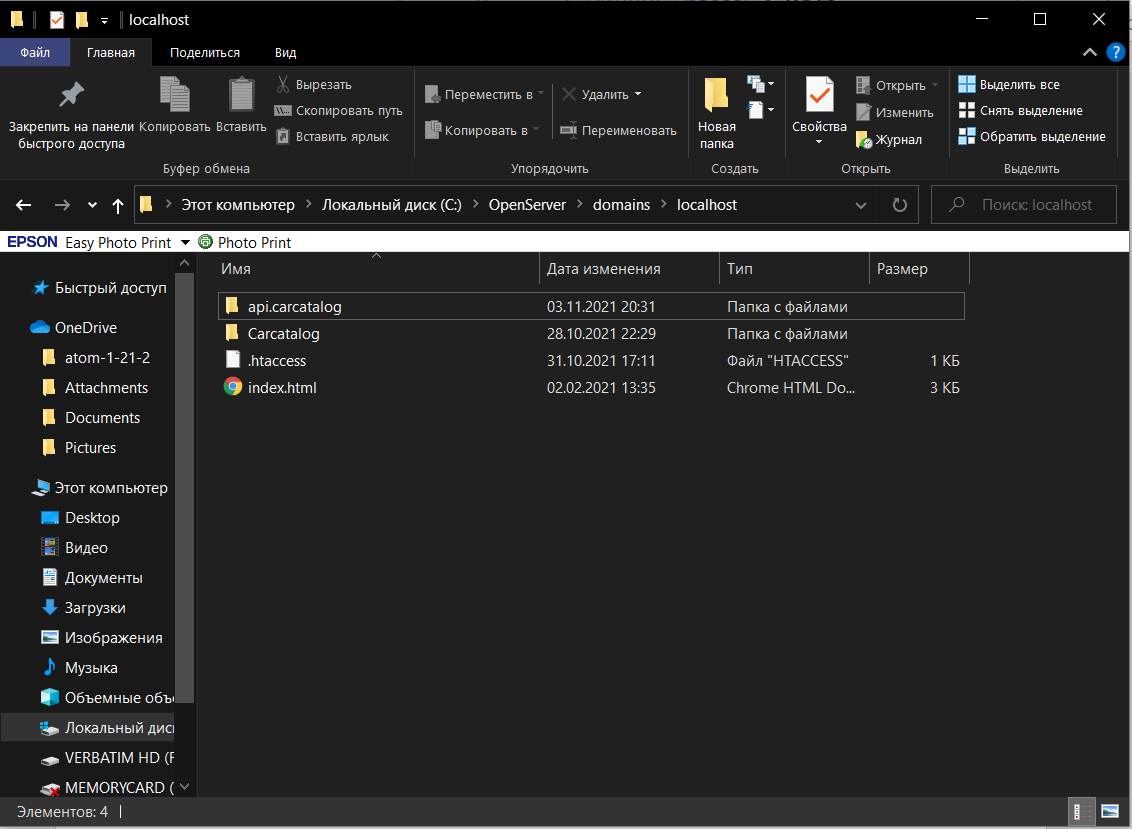 localhost
Файл Главная Поделиться Вид
Закрепить на панели быстрого доступа
Копировать
Вставить
Вырезать
Скопировать путь
Вставить ярлык
Буфер обмена
Переместить в
Копировать в
Удалить
Переименовать
Упорядочить
Новая папка
Создать
Свойства
Открыть
Изменить
Журнал
Открыть
Выделить все
Снять выделение
Обратить выделение
Выделить
Этот компьютер Локальный диск (C:) OpenServer domains localhost
Поиск: localhost
EPSON Easy Photo Print Photo Print
Имя Дата изменения Тип Размер
api.carcatalog 03.11.2021 20:31 Папка с файлами
Carcatalog 28.10.2021 22:29 Папка с файлами
.htaccess 31.10.2021 17:11 Файл "HTACCESS" 1 КБ
index.html 02.02.2021 13:35 Chrome HTML Do... 3 КБ
Быстрый доступ
OneDrive
atom-1-21-2
Attachments
Documents
Pictures
Этот компьютер
Desktop
Видео
Документы
Загрузки
Изображения
Музыка
Объемные объ
Локальный дис
VERBATIM HD (F
MEMORYCARD (
Элементов: 4